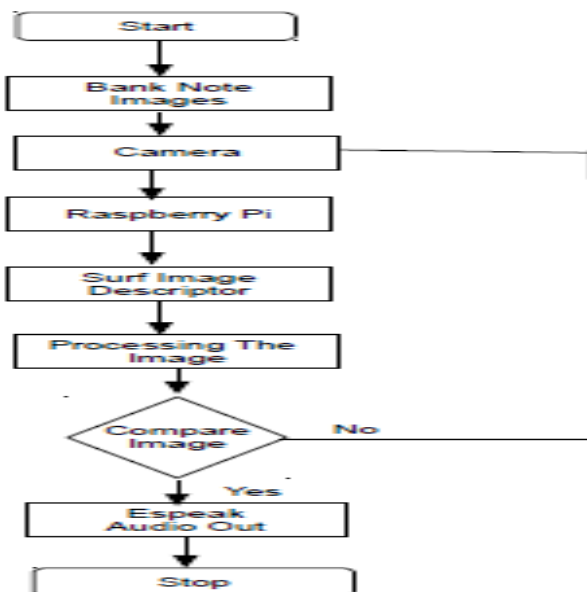 Start
Bank Note
Images
Camera
Raspberry Pi
Surf Image
Descriptor
Processing The
Image
Compare
Image
No
Yes
Espeak
Audio Out
Stop